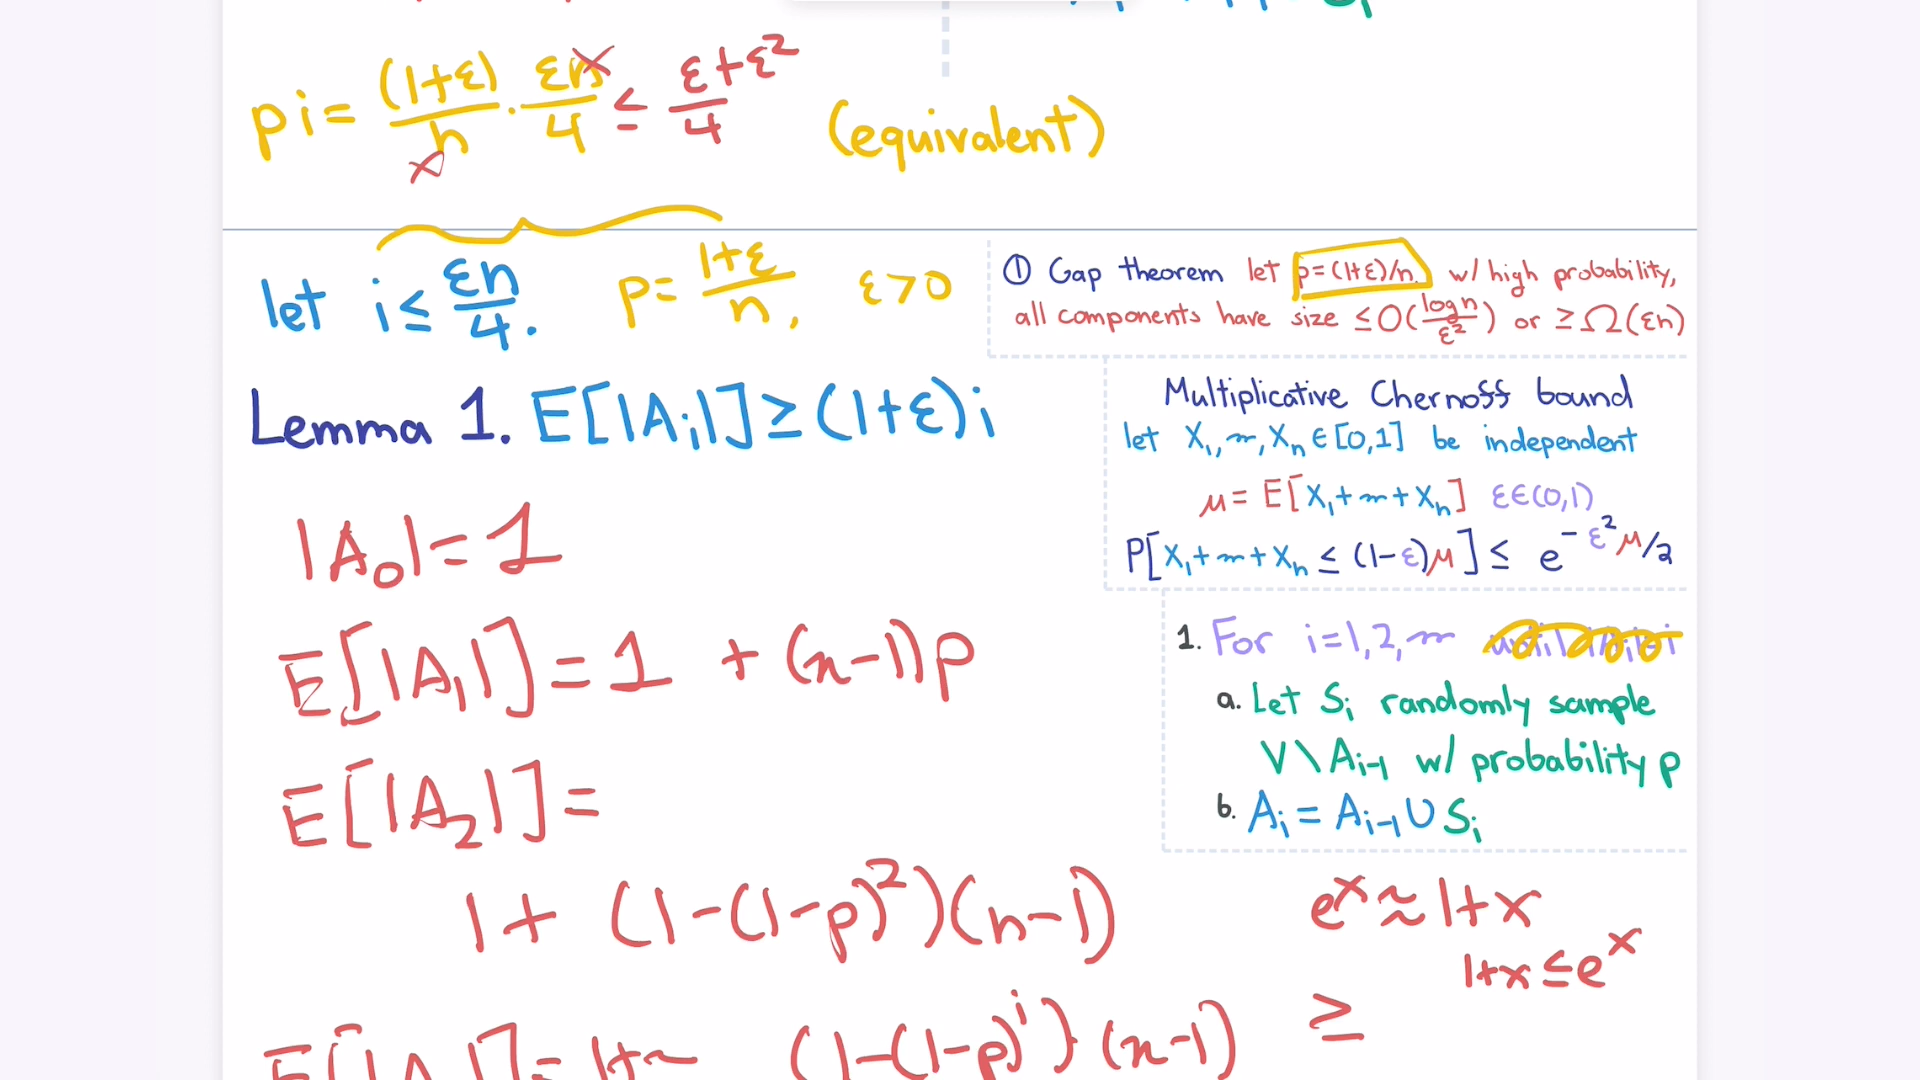 pi = (1+ε)/n · εn/4 ≤ (ε+ε²)/4 (equivalent)
let i ≤ εn/4. p = (1+ε)/n, ε>0
① Gap theorem let p=(1+ε)/n. w/ high probability,
all components have size ≤O(log n/ε²) or ≥Ω(εn)
Lemma 1. E[|Aᵢ|] ≥ (1+ε)i
Multiplicative Chernoff bound
let X₁,~,Xₙ ∈ [0,1] be independent
μ = E[X₁+~+Xₙ] ε∈(0,1)
P[X₁+~+Xₙ ≤ (1-ε)μ] ≤ e^(-ε²μ/2)
|A₀| = 1
E[|A₁|] = 1 + (n-1)p
E[|A₂|] =
1 + (1-(1-p)²)(n-1)
1. For i=1,2,~
a. Let Sᵢ randomly sample
V\Aᵢ₋₁ w/ probability p
b. Aᵢ = Aᵢ₋₁ ∪ Sᵢ
eˣ ≈ 1+x
1+x ≤ eˣ
(1-(1-p)ⁱ)(n-1) ≥